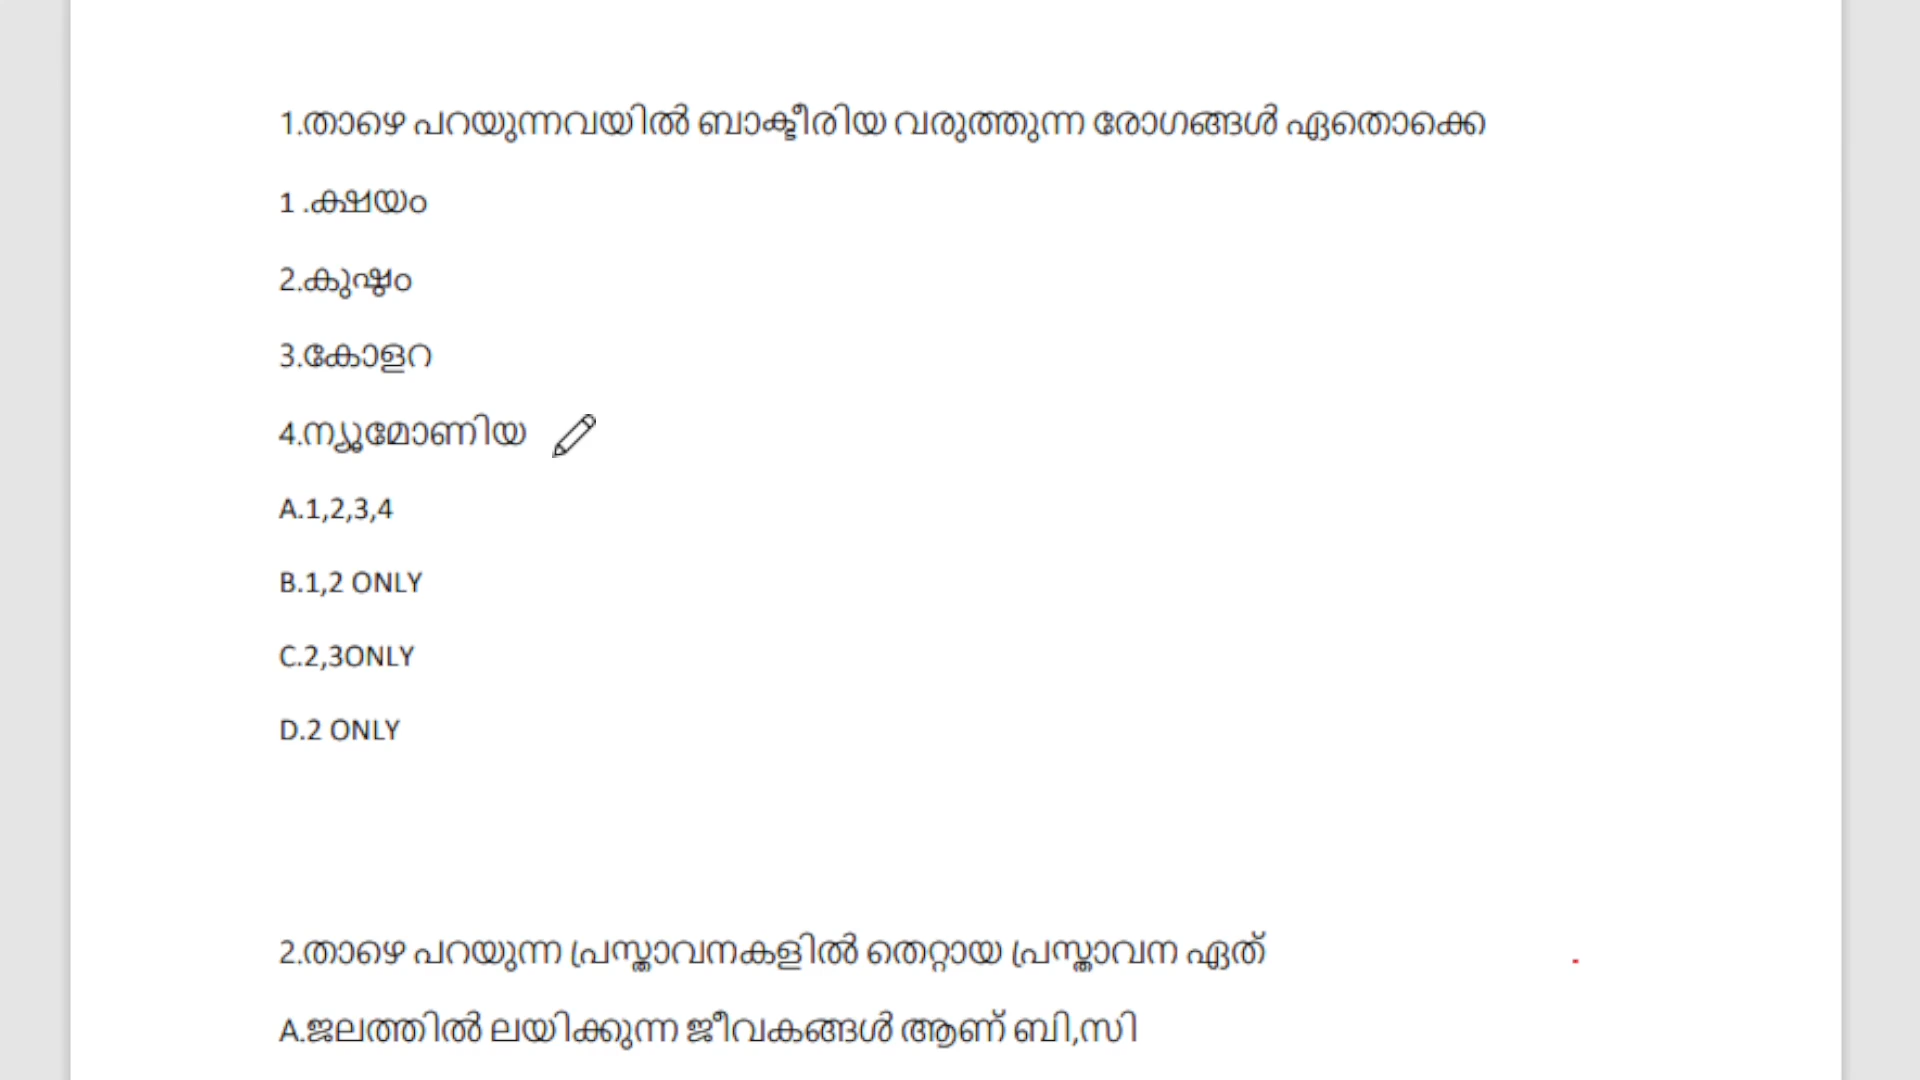 1.താഴെ പറയുന്നവയിൽ ബാക്ടീരിയ വരുത്തുന്ന രോഗങ്ങൾ ഏതൊക്കെ
1 .ക്ഷയം
2.കുഷ്ഠം
3.കോളറ
4.ന്യൂമോണിയ
A.1,2,3,4
B.1,2 ONLY
C.2,3ONLY
D.2 ONLY
2.താഴെ പറയുന്ന പ്രസ്താവനകളിൽ തെറ്റായ പ്രസ്താവന ഏത്
A.ജലത്തിൽ ലയിക്കുന്ന ജീവകങ്ങൾ ആണ് ബി,സി